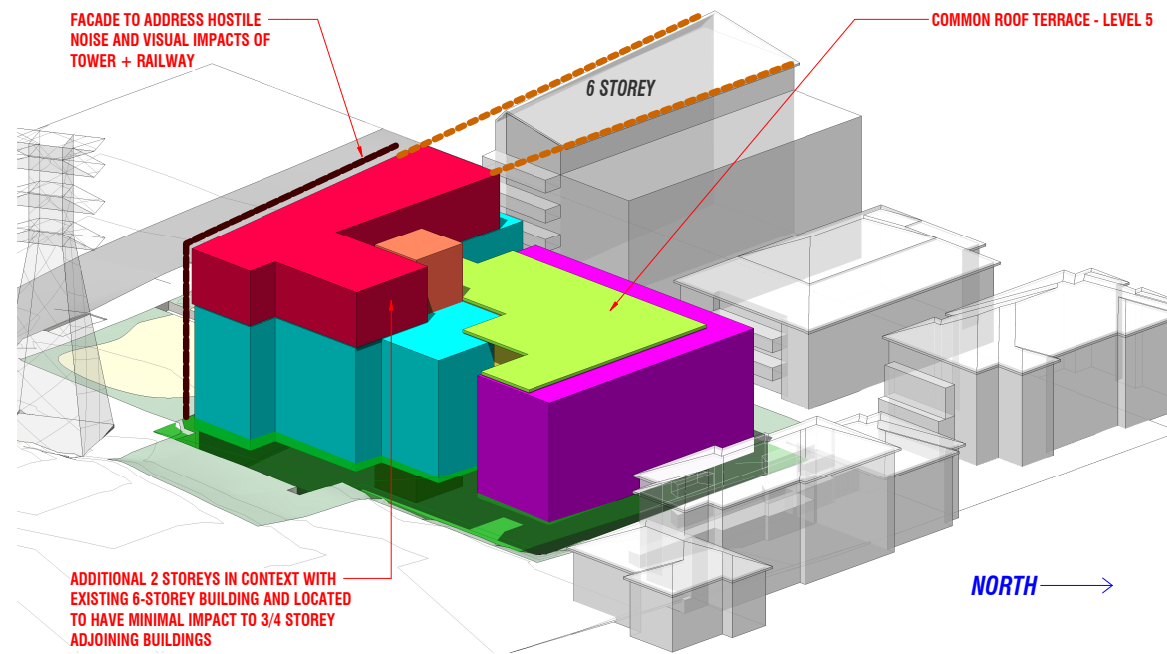 FACADE TO ADDRESS HOSTILE
NOISE AND VISUAL IMPACTS OF
TOWER + RAILWAY
COMMON ROOF TERRACE - LEVEL 5
6 STOREY
ADDITIONAL 2 STOREYS IN CONTEXT WITH
EXISTING 6-STOREY BUILDING AND LOCATED
TO HAVE MINIMAL IMPACT TO 3/4 STOREY
ADJOINING BUILDINGS
NORTH